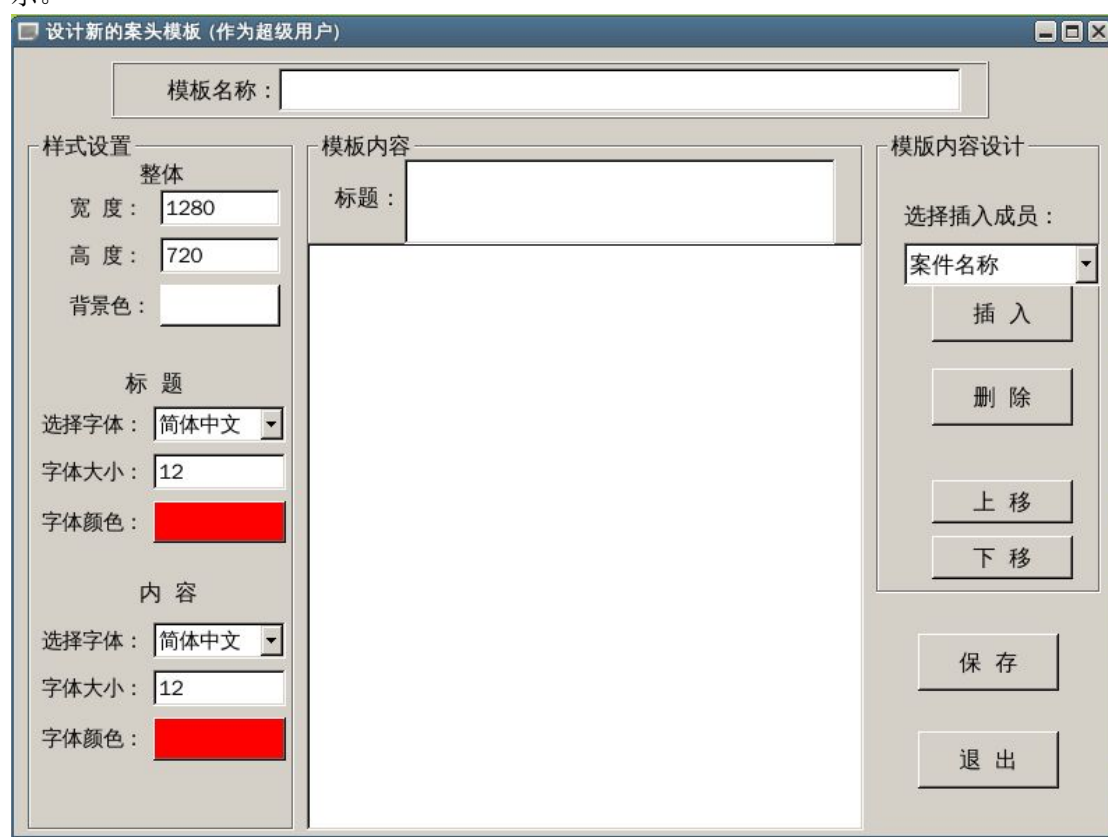 示。
设计新的案头模板 (作为超级用户)
模板名称：
样式设置
整体
宽 度： 1280
高 度： 720
背景色：
标 题
选择字体： 简体中文
字体大小： 12
字体颜色：
内 容
选择字体： 简体中文
字体大小： 12
字体颜色：
模板内容
标题：
模版内容设计
选择插入成员：
案件名称
插 入
删 除
上 移
下 移
保 存
退 出